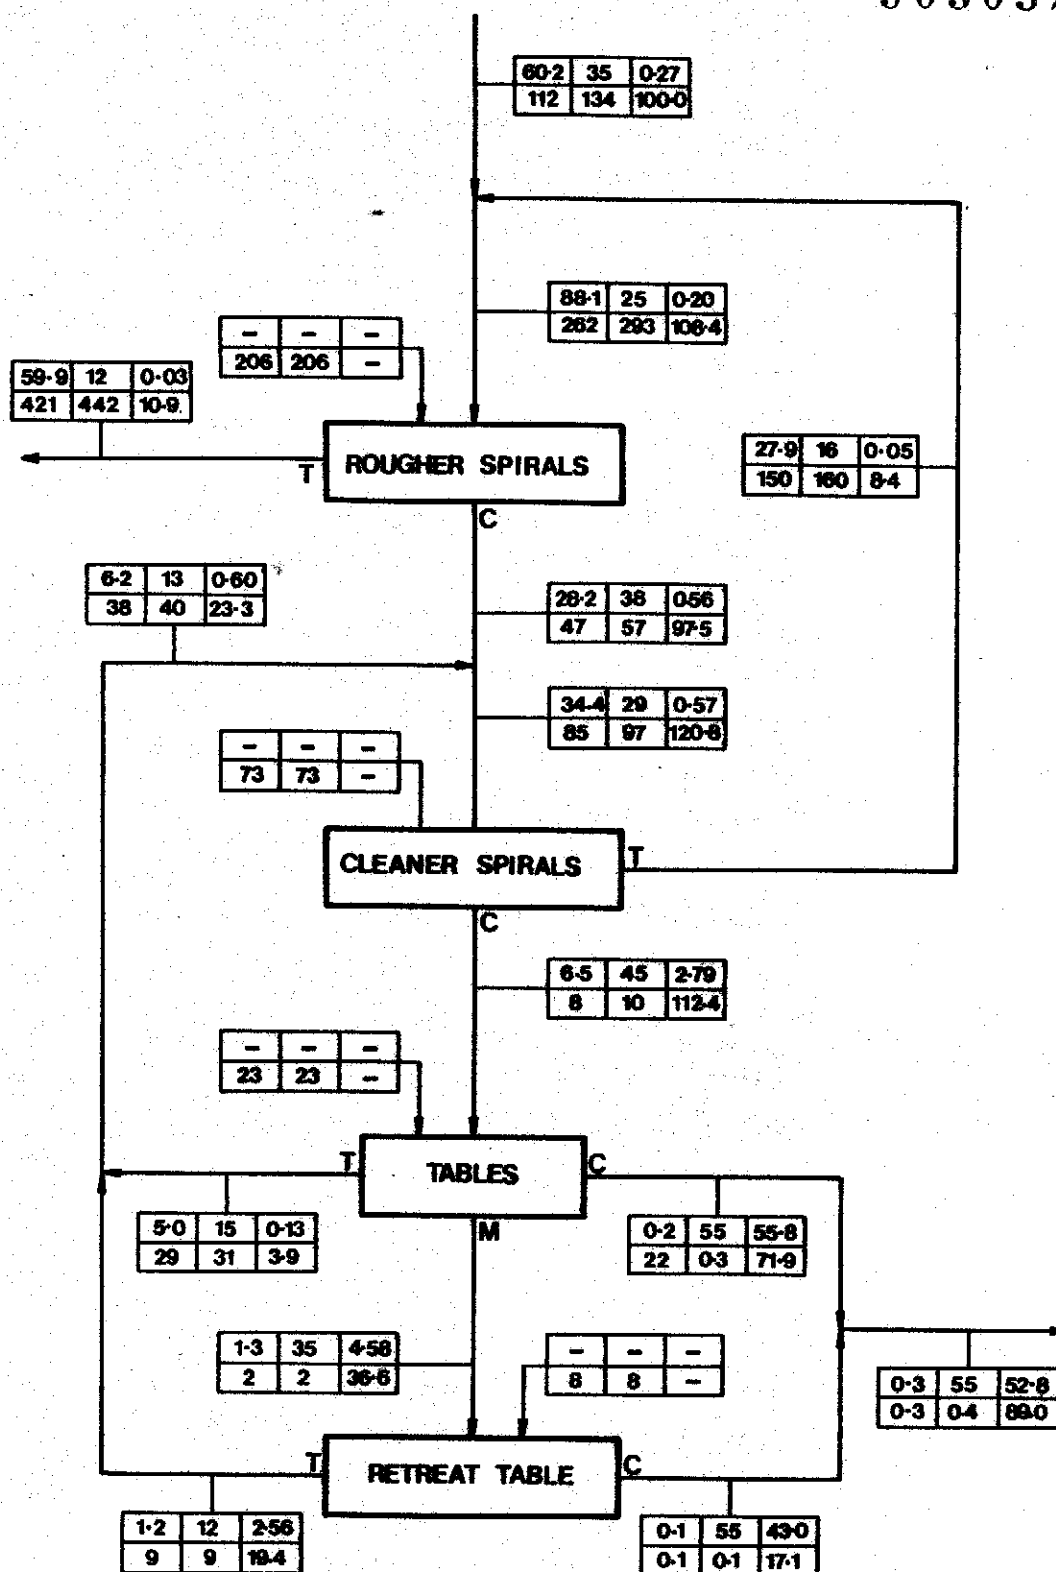 60·2 35 0·27
112 134 100·0
88·1 25 0·20
262 293 108·4
- - -
206 206 -
59·9 12 0·03
421 442 10·9
27·9 16 0·05
150 160 8·4
ROUGHER SPIRALS
T
C
6·2 13 0·60
38 40 23·3
28·2 38 0·56
47 57 97·5
34·4 29 0·57
85 97 120·8
- - -
73 73 -
CLEANER SPIRALS
T
C
6·5 45 2·79
8 10 112·4
- - -
23 23 -
T
TABLES
C
M
5·0 15 0·13
29 31 3·9
0·2 55 55·8
22 0·3 71·9
1·3 35 4·58
2 2 36·6
- - -
8 8 -
0·3 55 52·8
0·3 0·4 89·0
T
RETREAT TABLE
C
1·2 12 2·56
9 9 19·4
0·1 55 43·0
0·1 0·1 17·1